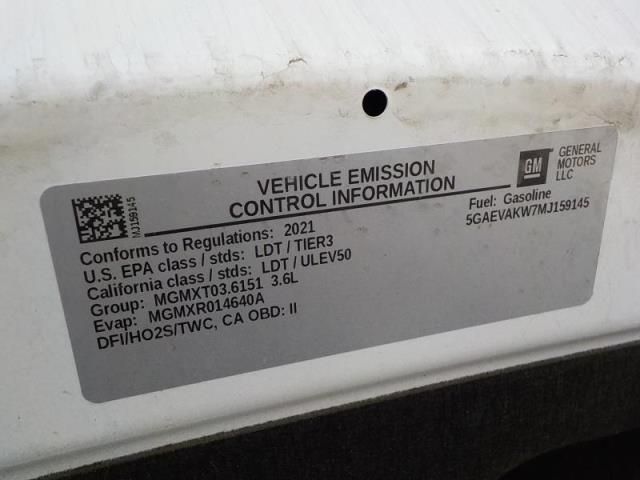 VEHICLE EMISSION
CONTROL INFORMATION
GM
GENERAL
MOTORS
LLC
MJ159145
Fuel: Gasoline
5GAEVAKW7MJ159145
Conforms to Regulations: 2021
U.S. EPA class / stds: LDT / TIER3
California class / stds: LDT / ULEV50
Group: MGMXT03.6151 3.6L
Evap: MGMXR014640A
DFI/HO2S/TWC, CA OBD: II